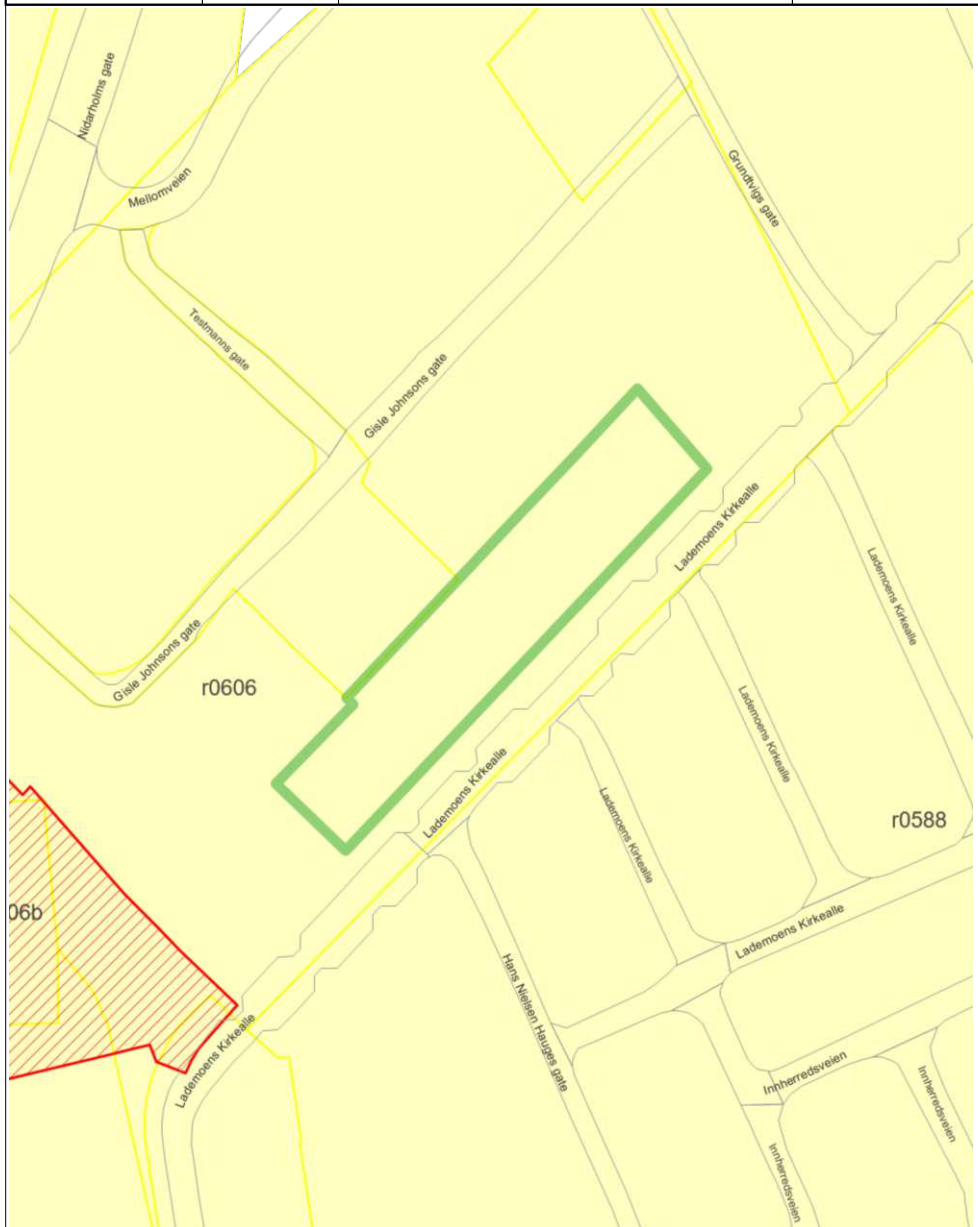 Nidarholms gate
Mellomveien
Grundtvigs gate
Testmanns gate
Gisle Johnsons gate
Lademoens Kirkealle
Lademoens Kirkealle
Gisle Johnsons gate
r0606
Lademoens Kirkealle
Lademoens Kirkealle
Lademoens Kirkealle
r0588
06b
Lademoens Kirkealle
Hans Nielsen Hauges gate
Lademoens Kirkealle
Innherredsveien
Innherredsveien
Innherredsveien